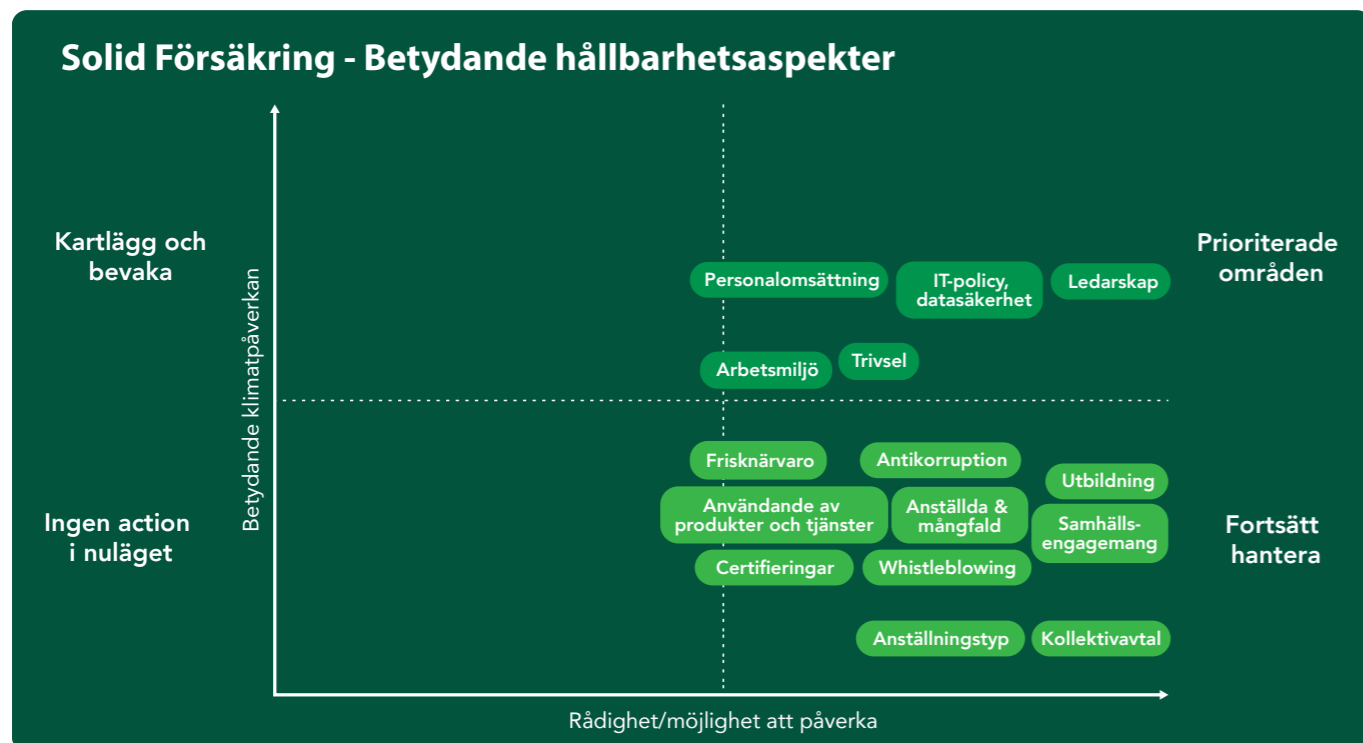 Solid Försäkring - Betydande hållbarhetsaspekter
Kartlägg och
bevaka
Ingen action
i nuläget
Betydande klimatpåverkan
Personalomsättning
IT-policy,
datasäkerhet
Ledarskap
Arbetsmiljö
Trivsel
Prioriterade
områden
Frisknärvaro
Antikorruption
Utbildning
Användande av
produkter och tjänster
Anställda &
mångfald
Samhälls-
engagemang
Certifieringar
Whistleblowing
Anställningstyp
Kollektivavtal
Fortsätt
hantera
Rådighet/möjlighet att påverka